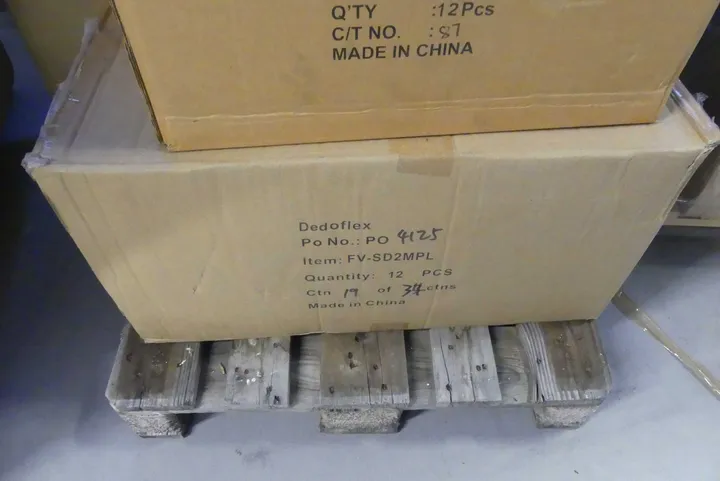 Q'TY :12Pcs
C/T NO. :87
MADE IN CHINA
Dedoflex
Po No.: PO 4125
Item: FV-SD2MPL
Quantity: 12 PCS
Ctn 19 of 34 ctns
Made in China